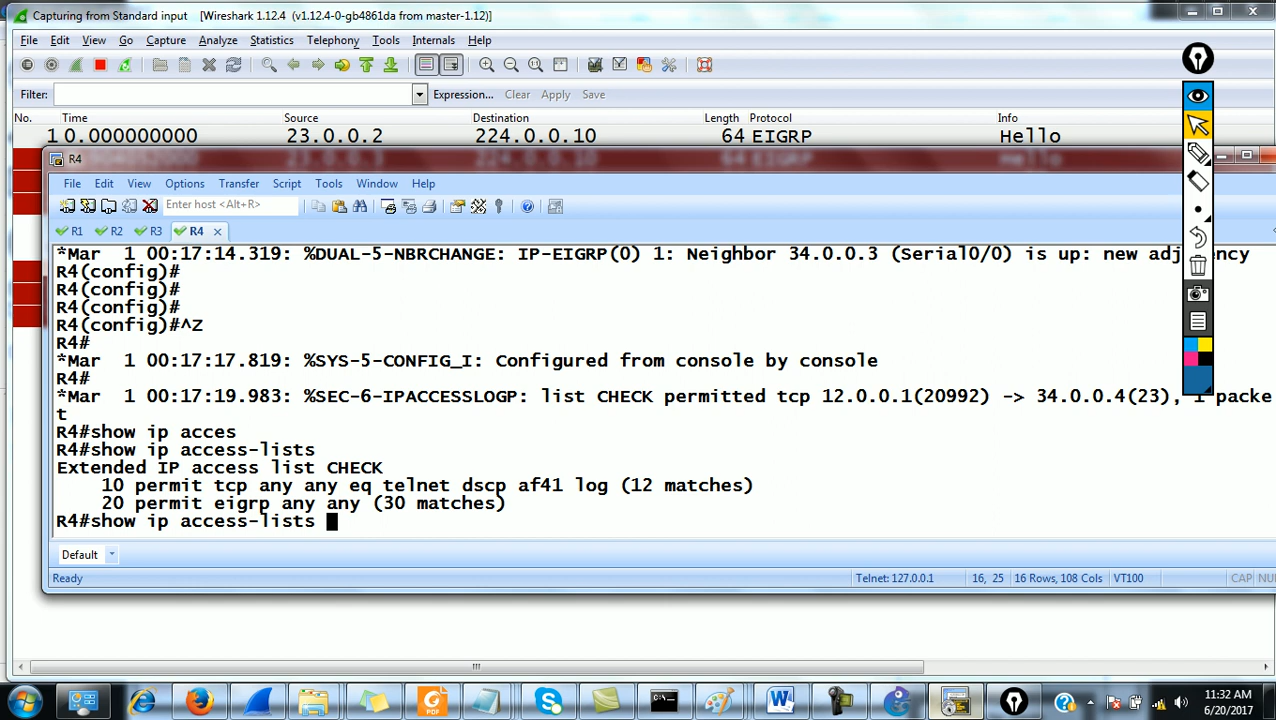 Capturing from Standard input [Wireshark 1.12.4 (v1.12.4-0-gb4861da from master-1.12)]
File Edit View Go Capture Analyze Statistics Telephony Tools Internals Help
Filter: Expression... Clear Apply Save
No. Time Source Destination Length Protocol Info
1 0.000000000 23.0.0.2 224.0.0.10 64 EIGRP Hello
R4
File Edit View Options Transfer Script Tools Window Help
Enter host <Alt+R>
R1 R2 R3 R4
*Mar 1 00:17:14.319: %DUAL-5-NBRCHANGE: IP-EIGRP(0) 1: Neighbor 34.0.0.3 (Serial0/0) is up: new adj ency
R4(config)#
R4(config)#
R4(config)#
R4(config)#^Z
R4#
*Mar 1 00:17:17.819: %SYS-5-CONFIG_I: Configured from console by console
R4#
*Mar 1 00:17:19.983: %SEC-6-IPACCESSLOGP: list CHECK permitted tcp 12.0.0.1(20992) -> 34.0.0.4(23), 1 packe
t
R4#show ip acces
R4#show ip access-lists
Extended IP access list CHECK
10 permit tcp any any eq telnet dscp af41 log (12 matches)
20 permit eigrp any any (30 matches)
R4#show ip access-lists
Default
Ready Telnet: 127.0.0.1 16, 25 16 Rows, 108 Cols VT100 CAP NU
PDF
11:32 AM
6/20/2017